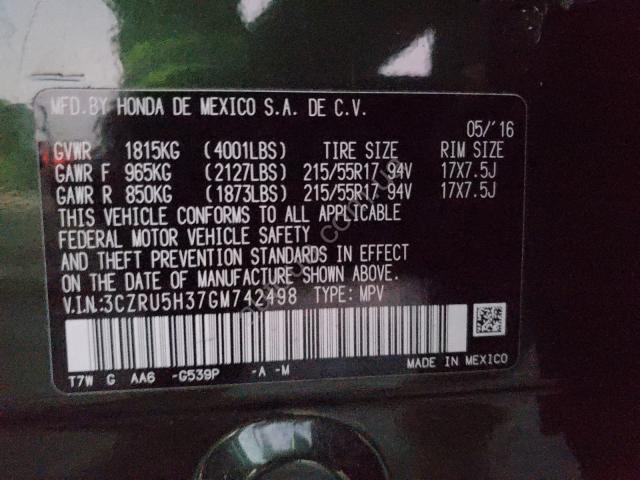 MFD. BY HONDA DE MEXICO S.A. DE C.V.
05/'16
GVWR 1815KG (4001LBS) TIRE SIZE RIM SIZE
GAWR F 965KG (2127LBS) 215/55R17 94V 17X7.5J
GAWR R 850KG (1873LBS) 215/55R17 94V 17X7.5J
THIS VEHICLE CONFORMS TO ALL APPLICABLE
FEDERAL MOTOR VEHICLE SAFETY
AND THEFT PREVENTION STANDARDS IN EFFECT
ON THE DATE OF MANUFACTURE SHOWN ABOVE.
V.I.N.:3CZRU5H37GM742498 TYPE: MPV
T7W G AA6 -G539P -A -M
MADE IN MEXICO